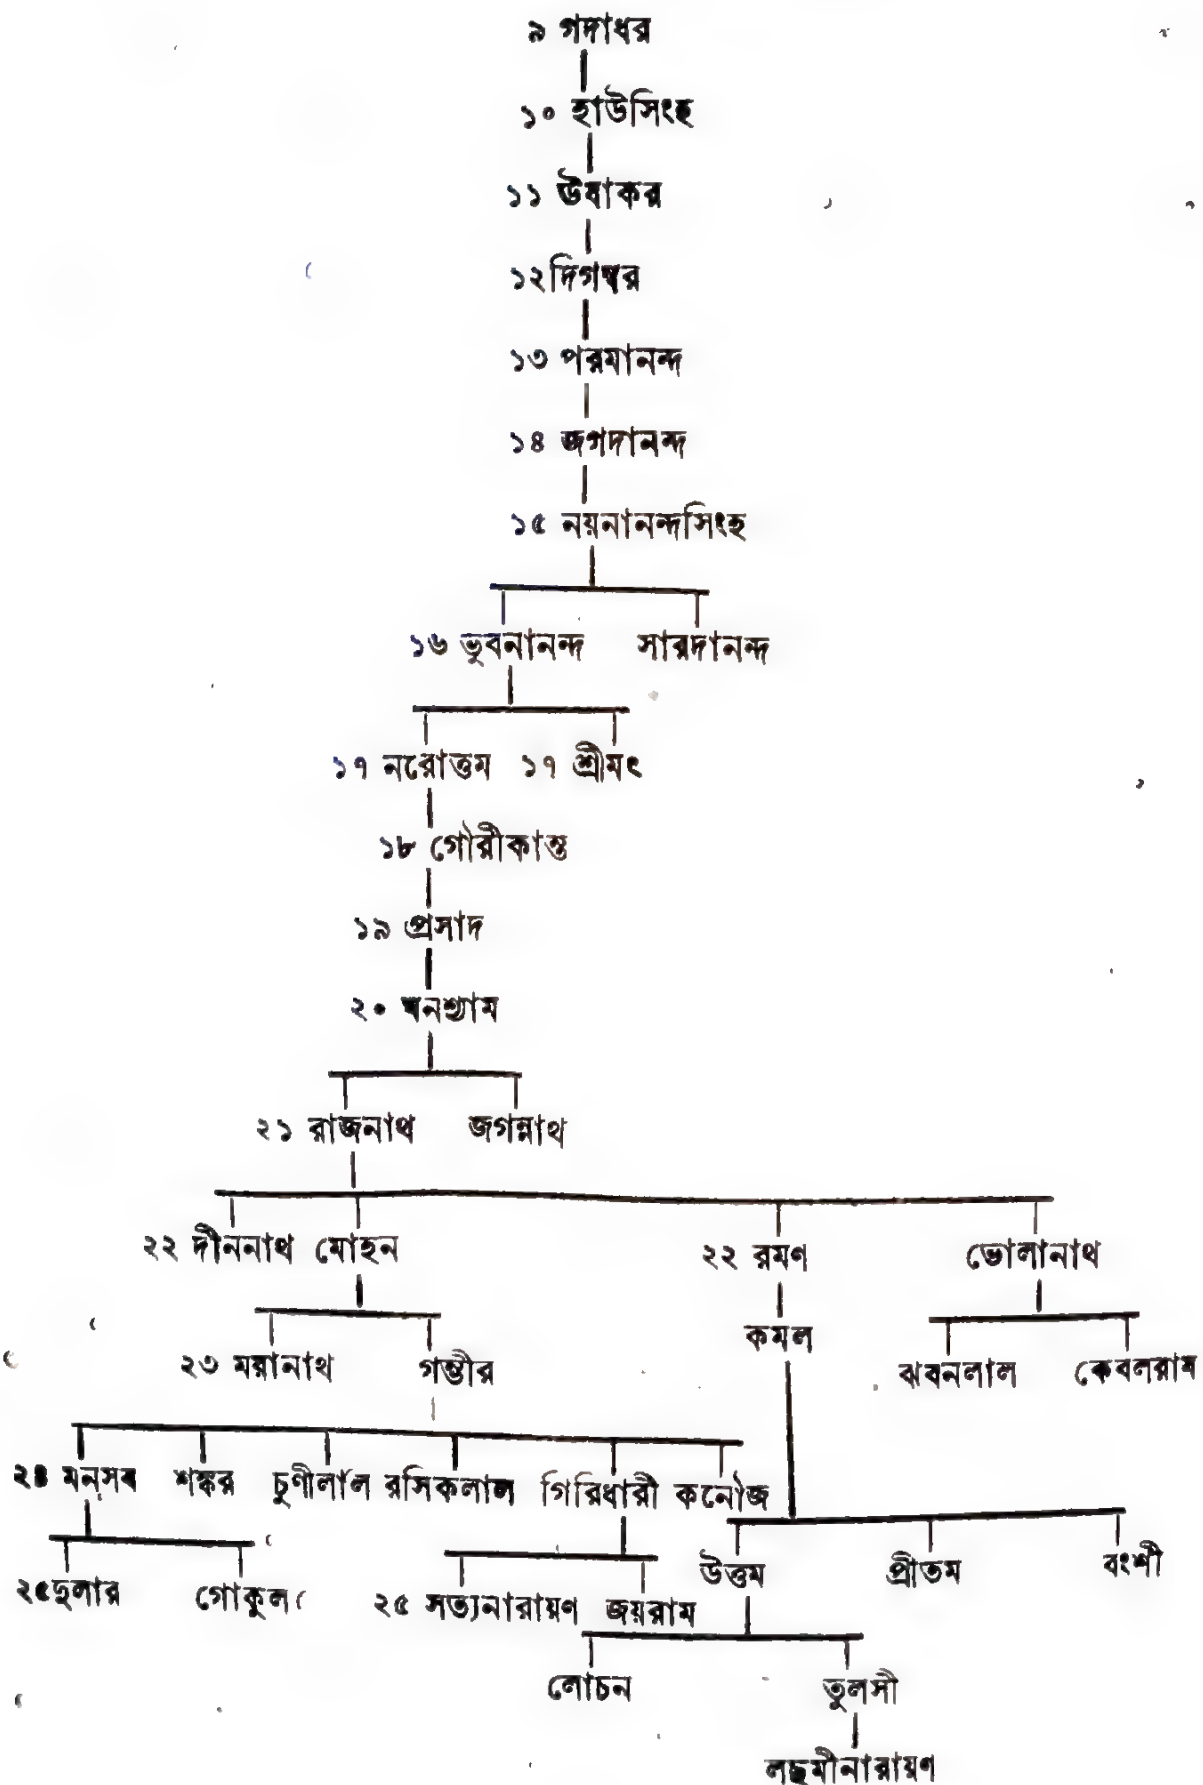 ৯ গদাধর
১০ হাউসিংহ
১১ ঊষাকর
১২ দিগম্বর
১৩ পরমানন্দ
১৪ জগদানন্দ
১৫ নয়নানন্দসিংহ
১৬ ভুবনানন্দ সারদানন্দ
১৭ নরোত্তম ১৭ শ্রীমৎ
১৮ গৌরীকান্ত
১৯ প্রসাদ
২০ ঘনশ্যাম
২১ রাজনাথ জগন্নাথ
২২ দীননাথ মোহন ২২ রমণ ভোলানাথ
কমল
২৩ ময়ানাথ গম্ভীর ঝবনলাল কেবলরাম
২৪ মনসব শঙ্কর চুণীলাল রসিকলাল গিরিধারী কনৌজ
উত্তম প্রীতম বংশী
২৫ দুলার গোকুল ২৫ সত্যনারায়ণ জয়রাম
লোচন তুলসী
লছমীনারায়ণ